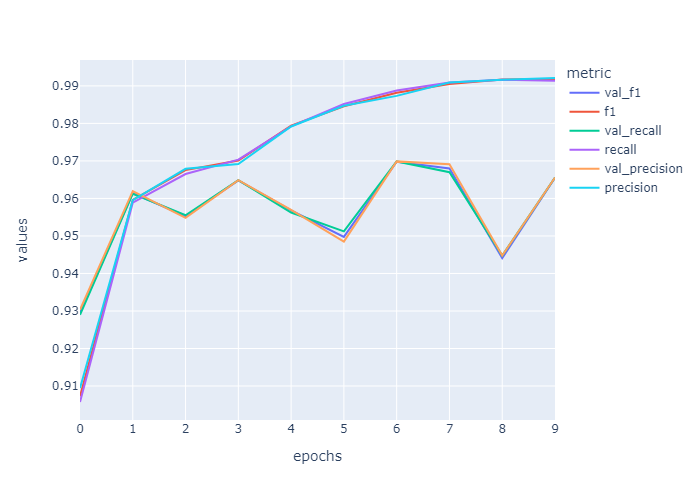 metric
val_f1
f1
val_recall
recall
val_precision
precision
0.99
0.98
0.97
0.96
0.95
0.94
0.93
0.92
0.91
values
0 1 2 3 4 5 6 7 8 9
epochs